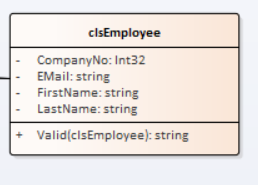 clsEmployee
- CompanyNo: Int32
- EMail: string
- FirstName: string
- LastName: string
+ Valid(clsEmployee): string